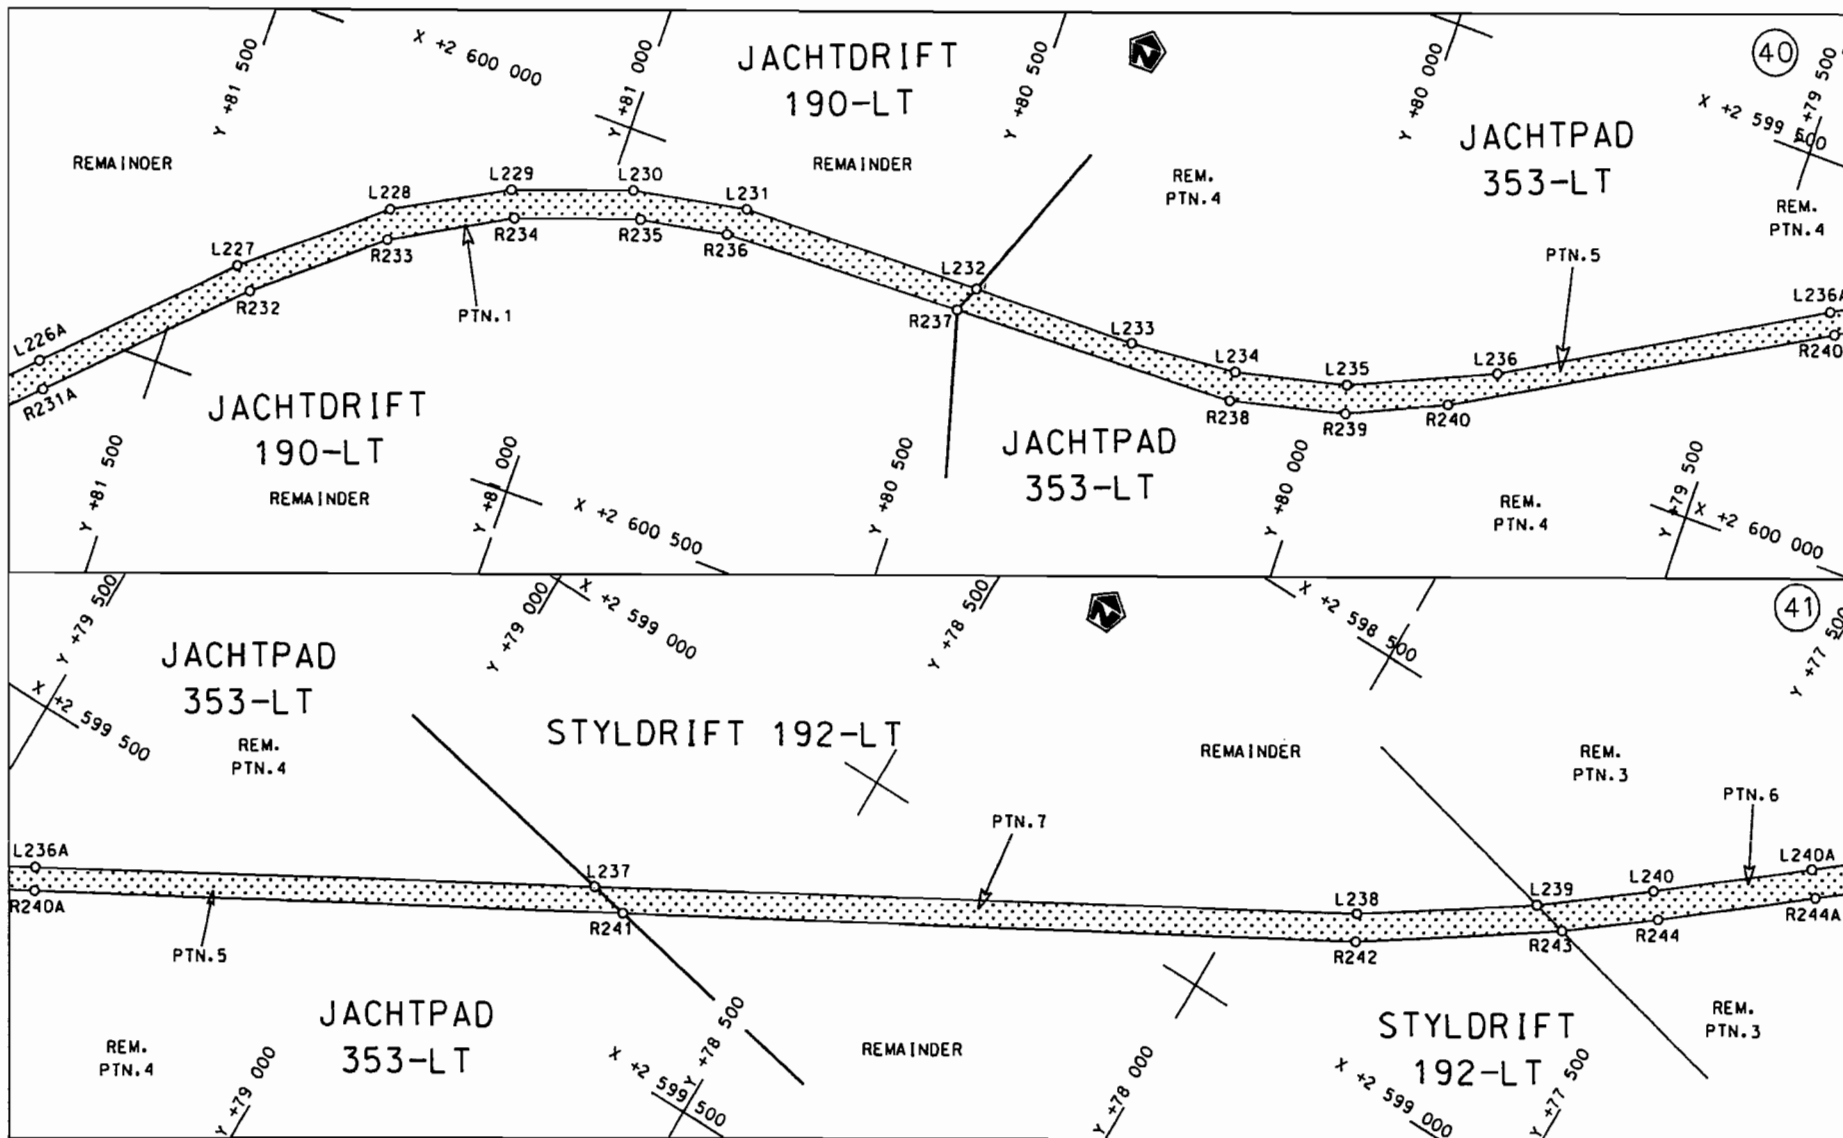 X +2 600 000
JACHTDRIFT
190-LT
Y +81 500
Y +81 000
Y +80 500
Y +80 000
Y +79 500
40
X +2 599 500
REMAINDER
REMAINDER
REM.
PTN.4
JACHTPAD
353-LT
REM.
PTN.4
L226A
L227
L228
L229
L230
L231
L232
L233
L234
L235
L236
L236A
R231A
R232
R233
R234
R235
R236
R237
R238
R239
R240
R240
PTN.1
PTN.5
JACHTDRIFT
190-LT
REMAINDER
JACHTPAD
353-LT
REM.
PTN.4
Y +81 500
Y +81 000
X +2 600 500
Y +80 500
Y +80 000
Y +79 500
X +2 600 000
Y +79 500
Y +79 000
X +2 599 000
Y +78 500
X +2 598 500
41
Y +77 500
X +2 599 500
JACHTPAD
353-LT
REM.
PTN.4
STYLDRIFT 192-LT
REMAINDER
REM.
PTN.3
PTN.6
PTN.7
L236A
L237
L238
L239
L240
L240A
R240A
R241
R242
R243
R244
R244A
PTN.5
JACHTPAD
353-LT
REM.
PTN.4
REMAINDER
STYLDRIFT
192-LT
REM.
PTN.3
Y +79 000
X +2 599 500
Y +78 500
Y +78 000
X +2 599 000
Y +77 500